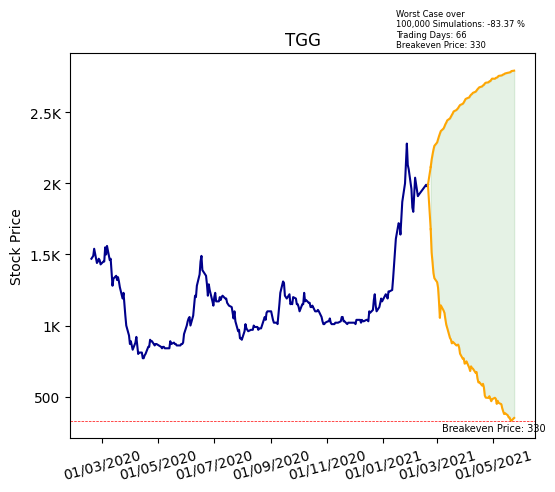 Worst Case over
100,000 Simulations: -83.37 %
Trading Days: 66
Breakeven Price: 330
TGG
Stock Price
2.5K
2K
1.5K
1K
500
Breakeven Price: 330
01/03/2020
01/05/2020
01/07/2020
01/09/2020
01/11/2020
01/01/2021
01/03/2021
01/05/2021